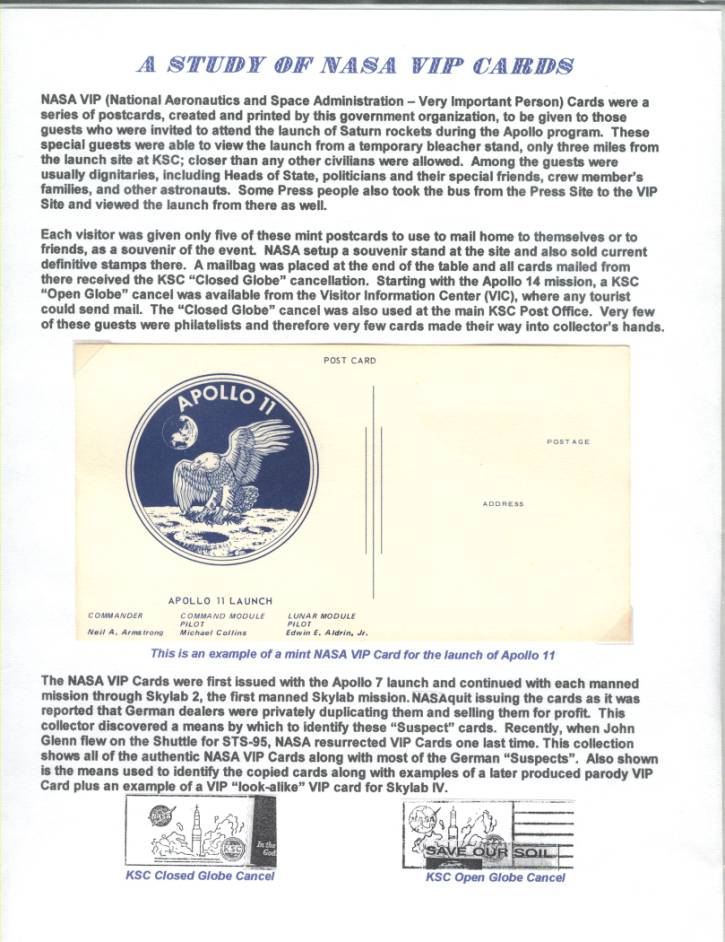 A STUDY OF NASA VIP CARDS
NASA VIP (National Aeronautics and Space Administration – Very Important Person) Cards were a
series of postcards, created and printed by this government organization, to be given to those
guests who were invited to attend the launch of Saturn rockets during the Apollo program. These
special guests were able to view the launch from a temporary bleacher stand, only three miles from
the launch site at KSC; closer than any other civilians were allowed. Among the guests were
usually dignitaries, including Heads of State, politicians and their special friends, crew member's
families, and other astronauts. Some Press people also took the bus from the Press Site to the VIP
Site and viewed the launch from there as well.
Each visitor was given only five of these mint postcards to use to mail home to themselves or to
friends, as a souvenir of the event. NASA setup a souvenir stand at the site and also sold current
definitive stamps there. A mailbag was placed at the end of the table and all cards mailed from
there received the KSC "Closed Globe" cancellation. Starting with the Apollo 14 mission, a KSC
"Open Globe" cancel was available from the Visitor Information Center (VIC), where any tourist
could send mail. The "Closed Globe" cancel was also used at the main KSC Post Office. Very few
of these guests were philatelists and therefore very few cards made their way into collector's hands.
POST CARD
APOLLO 11
POSTAGE
ADDRESS
APOLLO 11 LAUNCH
COMMANDER COMMAND MODULE LUNAR MODULE
PILOT PILOT
Neil A. Armstrong Michael Collins Edwin E. Aldrin, Jr.
This is an example of a mint NASA VIP Card for the launch of Apollo 11
The NASA VIP Cards were first issued with the Apollo 7 launch and continued with each manned
mission through Skylab 2, the first manned Skylab mission. NASA quit issuing the cards as it was
reported that German dealers were privately duplicating them and selling them for profit. This
collector discovered a means by which to identify these "Suspect" cards. Recently, when John
Glenn flew on the Shuttle for STS-95, NASA resurrected VIP Cards one last time. This collection
shows all of the authentic NASA VIP Cards along with most of the German "Suspects". Also shown
is the means used to identify the copied cards along with examples of a later produced parody VIP
Card plus an example of a VIP "look-alike" VIP card for Skylab IV.
NASA
KSC
In the
God
NASA
KSC
SAVE OUR SOIL
KSC Closed Globe Cancel
KSC Open Globe Cancel